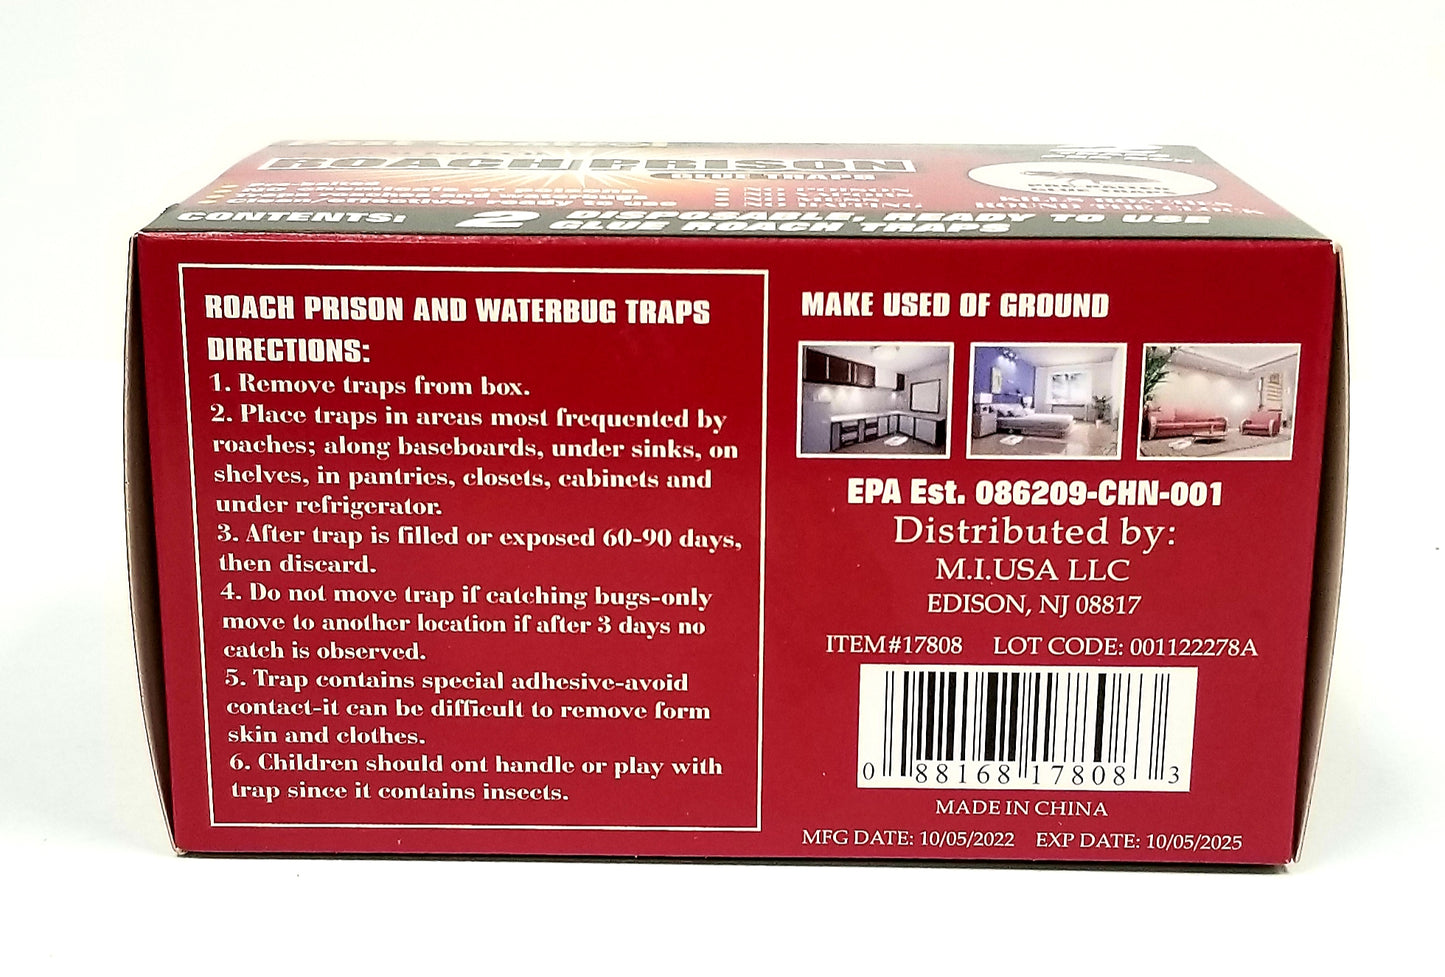 ROACH PRISON
GLUE TRAPS
CONTENTS: 2 DISPOSABLE, READY TO USE
GLUE ROACH TRAPS
ROACH PRISON AND WATERBUG TRAPS
DIRECTIONS:
1. Remove traps from box.
2. Place traps in areas most frequented by
roaches; along baseboards, under sinks, on
shelves, in pantries, closets, cabinets and
under refrigerator.
3. After trap is filled or exposed 60-90 days,
then discard.
4. Do not move trap if catching bugs-only
move to another location if after 3 days no
catch is observed.
5. Trap contains special adhesive-avoid
contact-it can be difficult to remove form
skin and clothes.
6. Children should ont handle or play with
trap since it contains insects.
MAKE USED OF GROUND
EPA Est. 086209-CHN-001
Distributed by:
M.I.USA LLC
EDISON, NJ 08817
ITEM#17808 LOT CODE: 001122278A
0 88168 17808 3
MADE IN CHINA
MFG DATE: 10/05/2022 EXP DATE: 10/05/2025